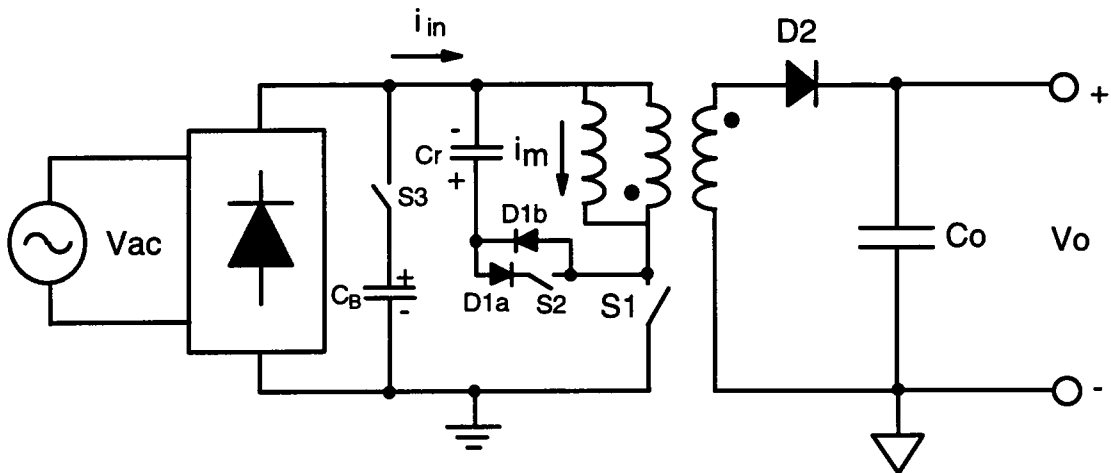 i in
D2
+
-
Cr
+
i m
S3
D1b
Vac
Co
Vo
+
C B
-
D1a
S2
S1
-